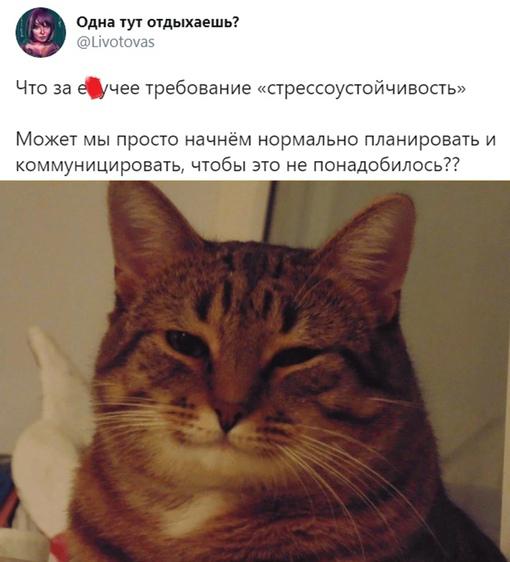 Одна тут отдыхаешь?
@Livotovas
Что за е учее требование «стрессоустойчивость»
Может мы просто начнём нормально планировать и
коммуницировать, чтобы это не понадобилось??